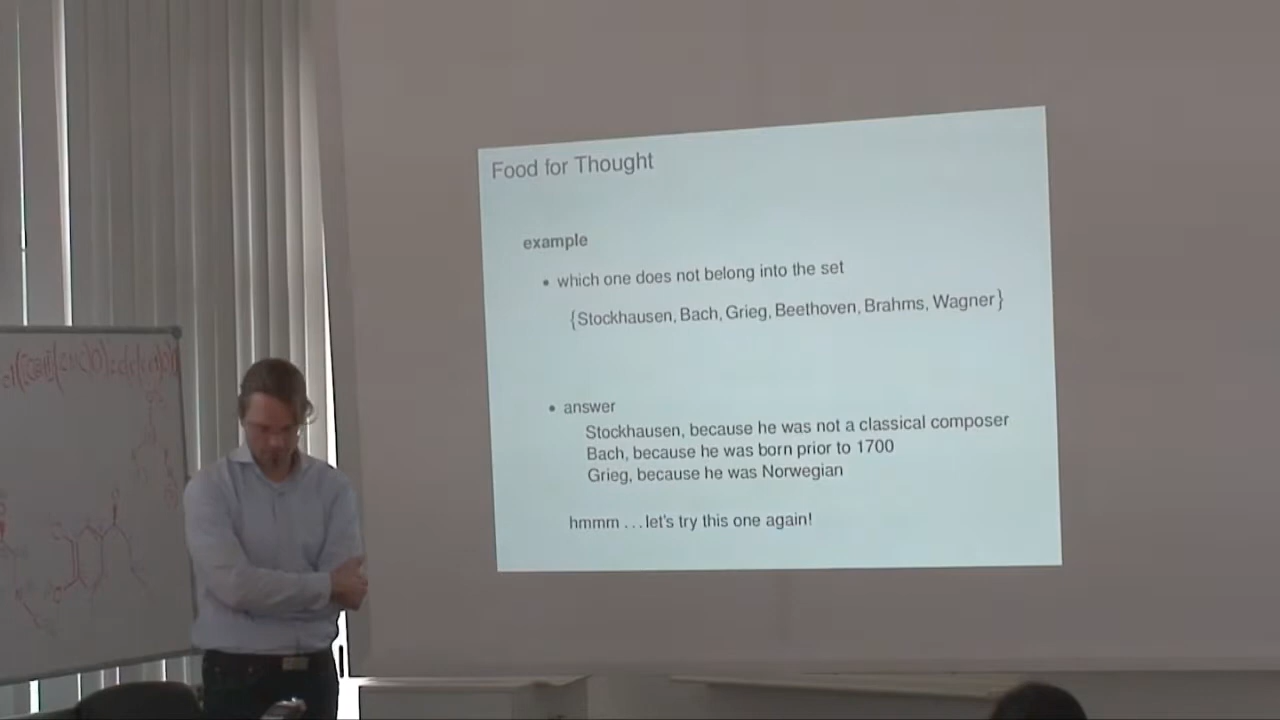 Food for Thought
example
• which one does not belong into the set
{Stockhausen, Bach, Grieg, Beethoven, Brahms, Wagner}
• answer
Stockhausen, because he was not a classical composer
Bach, because he was born prior to 1700
Grieg, because he was Norwegian
hmmm ... let's try this one again!